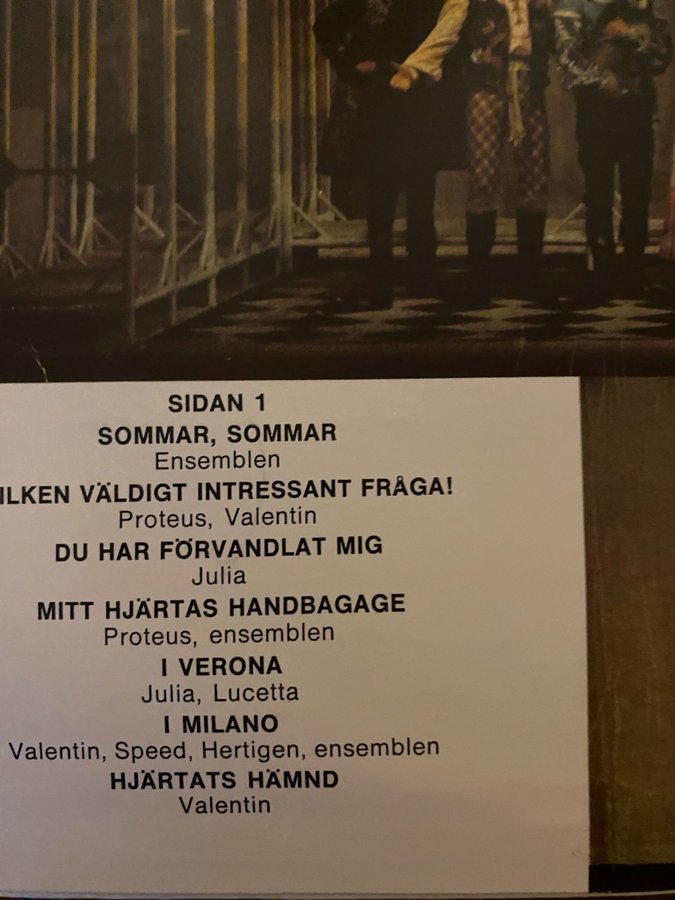 SIDAN 1
SOMMAR, SOMMAR
Ensemblen
VÄLDIGT INTRESSANT FRÅGA!
Proteus, Valentin
DU HAR FÖRVANDLAT MIG
Julia
MITT HJÄRTAS HANDBAGAGE
Proteus, ensemblen
I VERONA
Julia, Lucetta
I MILANO
Valentin, Speed, Hertigen, ensemblen
HJÄRTATS HÄMND
Valentin